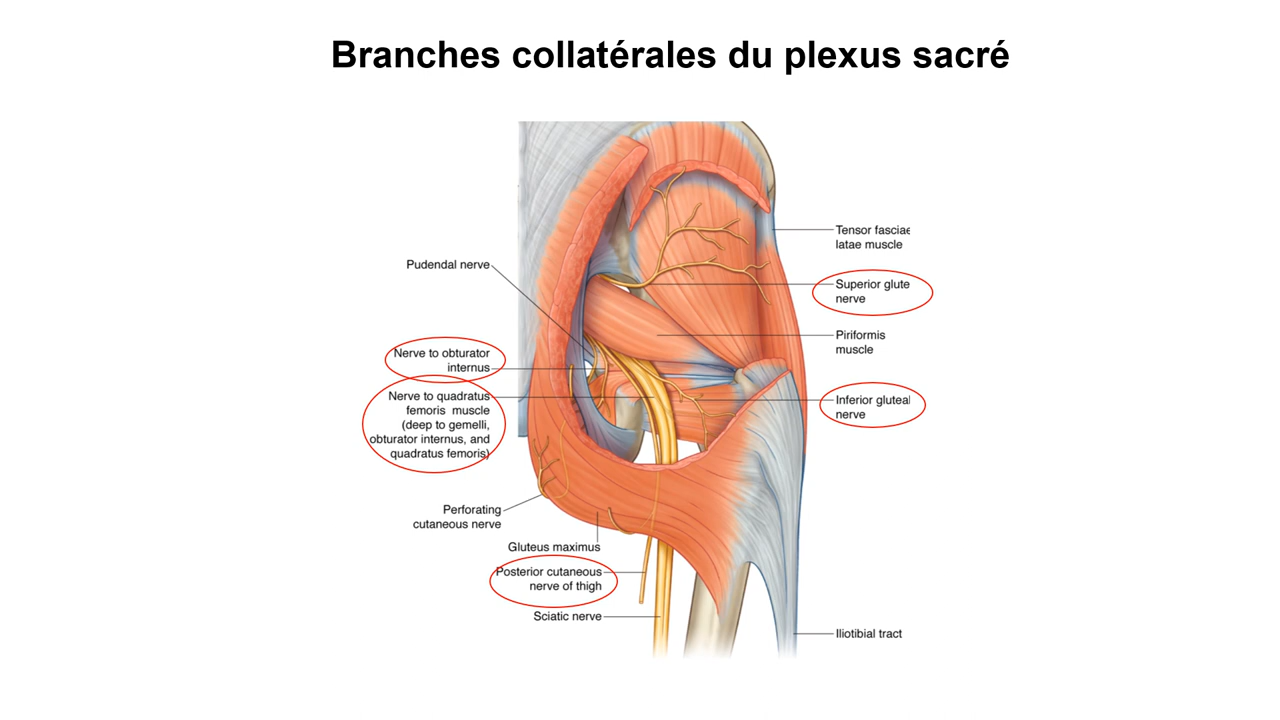 Branches collatérales du plexus sacré
Pudendal nerve
Nerve to obturator
internus
Nerve to quadratus
femoris muscle
(deep to gemelli,
obturator internus, and
quadratus femoris)
Perforating
cutaneous nerve
Gluteus maximus
Posterior cutaneous
nerve of thigh
Sciatic nerve
Tensor fasciae
latae muscle
Superior glute
nerve
Piriformis
muscle
Inferior gluteal
nerve
Iliotibial tract